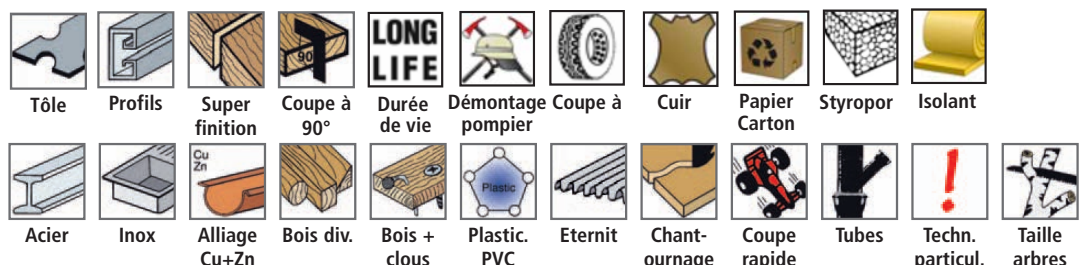 90°
LONG
LIFE
Tôle Profils Super Coupe à Durée Démontage Coupe à Cuir Papier Styropor Isolant
finition 90° de vie pompier Carton
Cu
Zn
Plastic
Acier Inox Alliage Bois div. Bois + Plastic. Eternit Chant- Coupe Tubes Techn. Taille
Cu+Zn clous PVC ournage rapide particul. arbres